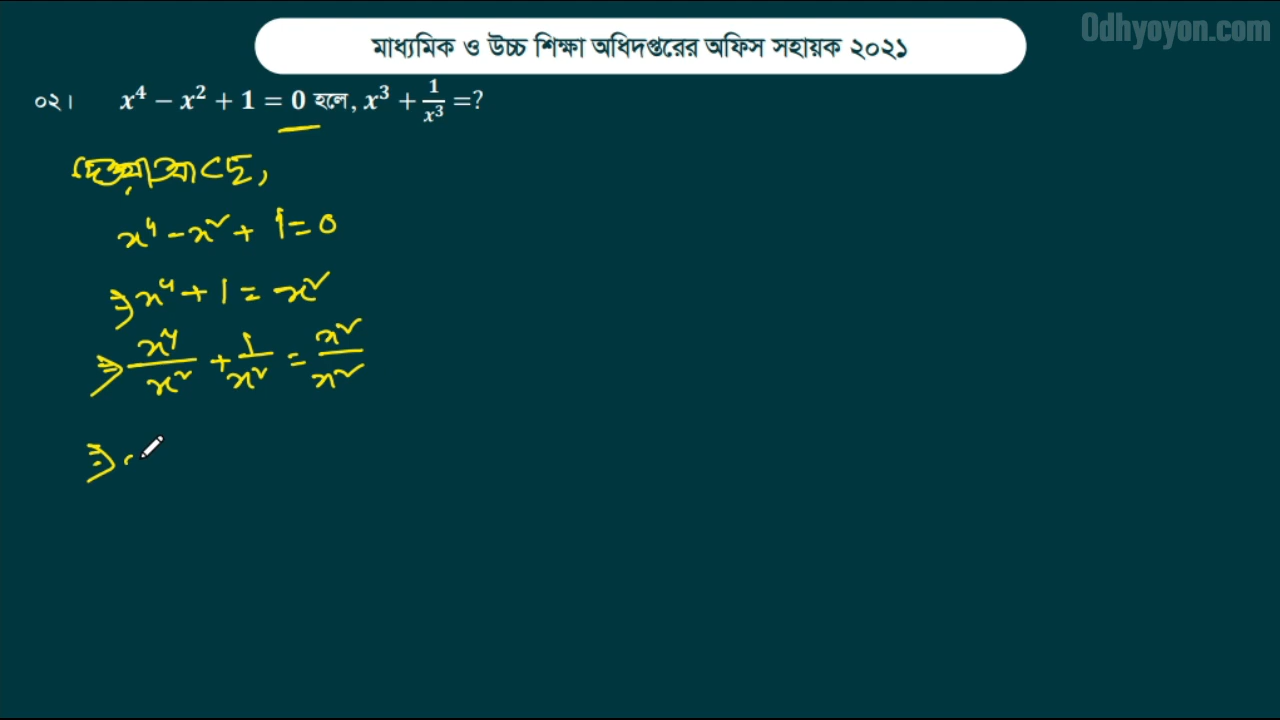 Odhyoyon.com
মাধ্যমিক ও উচ্চ শিক্ষা অধিদপ্তরের অফিস সহায়ক ২০২১
০২। x⁴ − x² + 1 = 0 হলে, x³ + 1/x³ =?
দেওয়া আছে,
x⁴ − x² + 1 = 0
⇒ x⁴ + 1 = x²
⇒ x⁴/x² + 1/x² = x²/x²
⇒